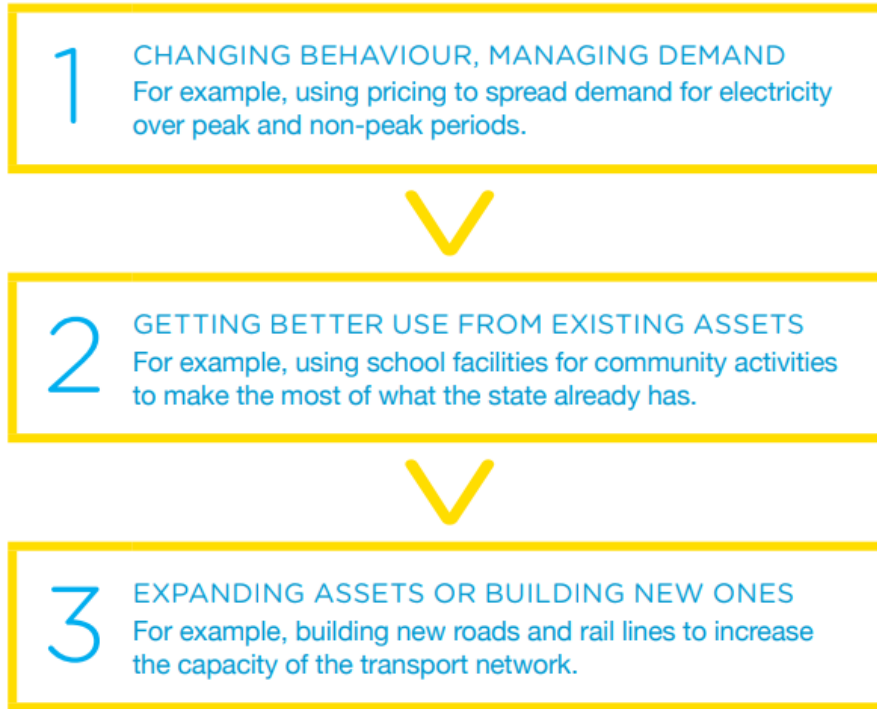 1
CHANGING BEHAVIOUR, MANAGING DEMAND
For example, using pricing to spread demand for electricity
over peak and non-peak periods.
2
GETTING BETTER USE FROM EXISTING ASSETS
For example, using school facilities for community activities
to make the most of what the state already has.
3
EXPANDING ASSETS OR BUILDING NEW ONES
For example, building new roads and rail lines to increase
the capacity of the transport network.